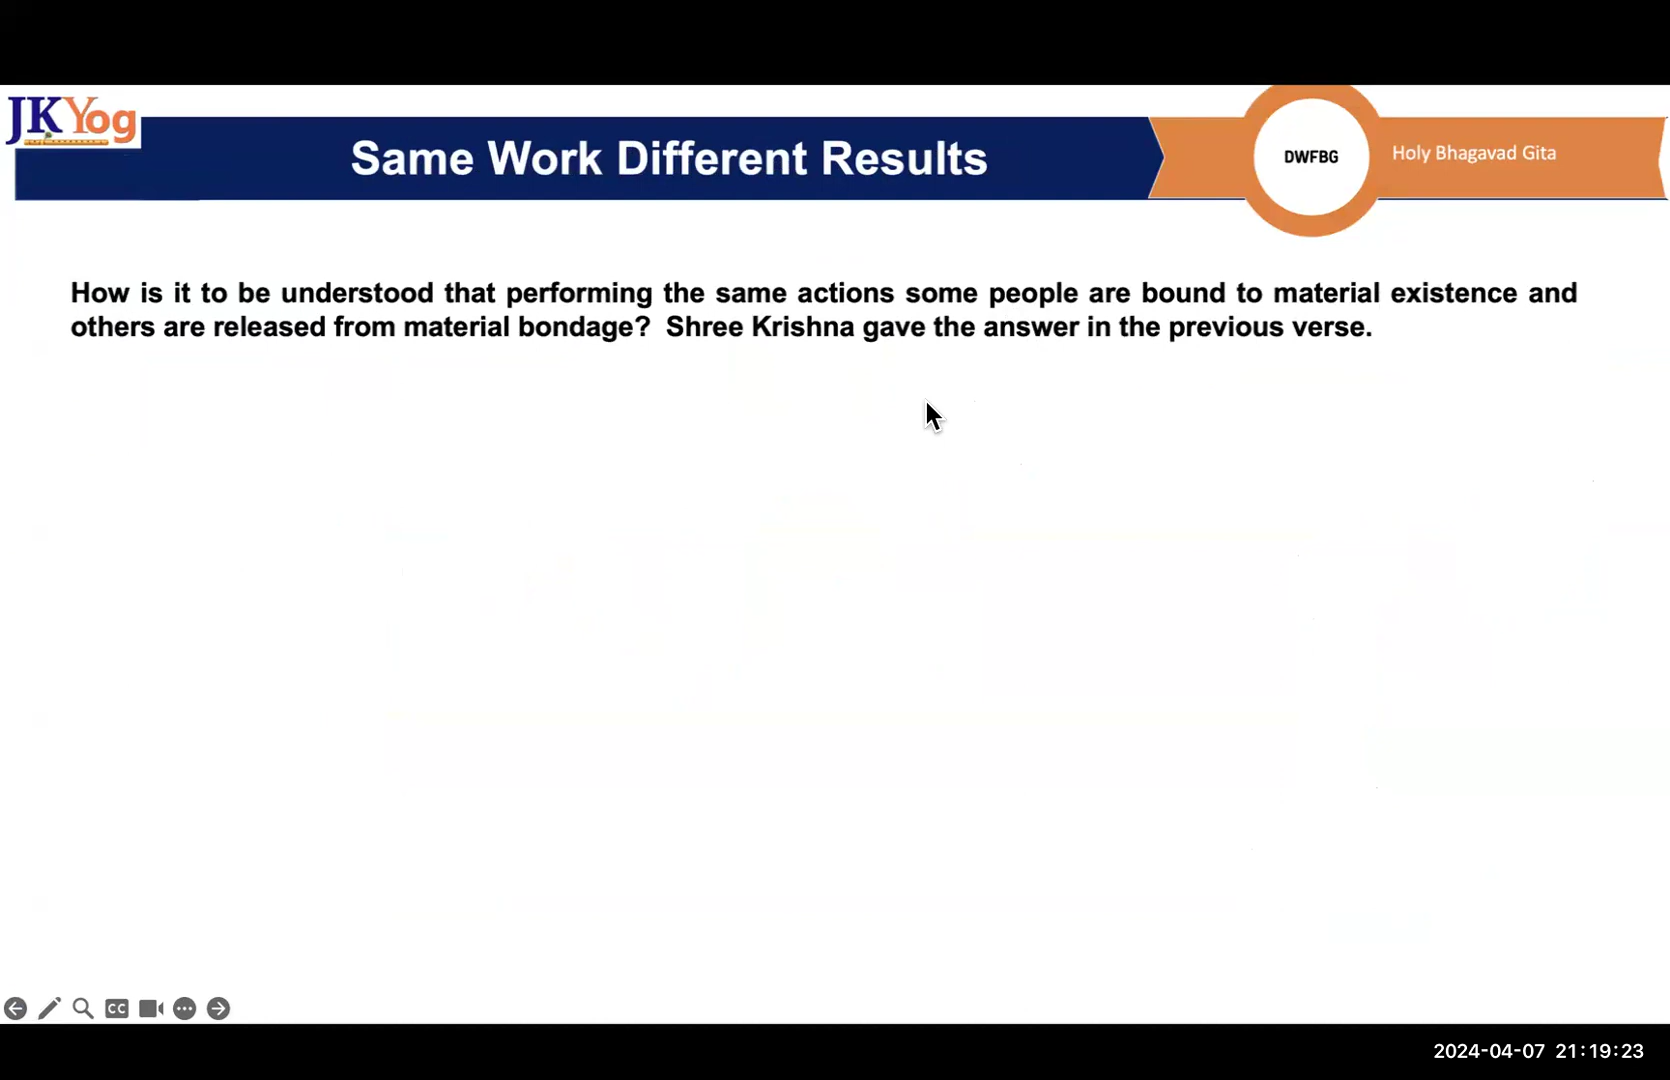 JKYog
Same Work Different Results
DWFBG
Holy Bhagavad Gita
How is it to be understood that performing the same actions some people are bound to material existence and
others are released from material bondage? Shree Krishna gave the answer in the previous verse.
CC
2024-04-07 21:19:23